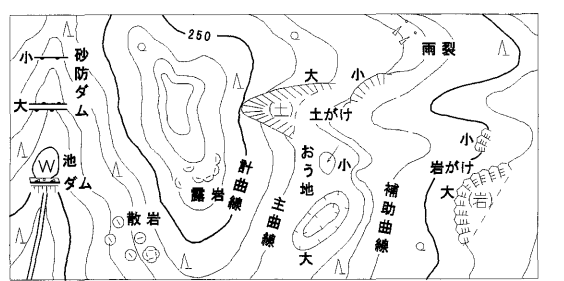 250
小 砂防ダム
大
池
W
ダム
露岩
散岩
計曲線
主曲線
大 小
土
土がけ
おう地
小
大
補助曲線
雨裂
小
岩がけ
大
岩